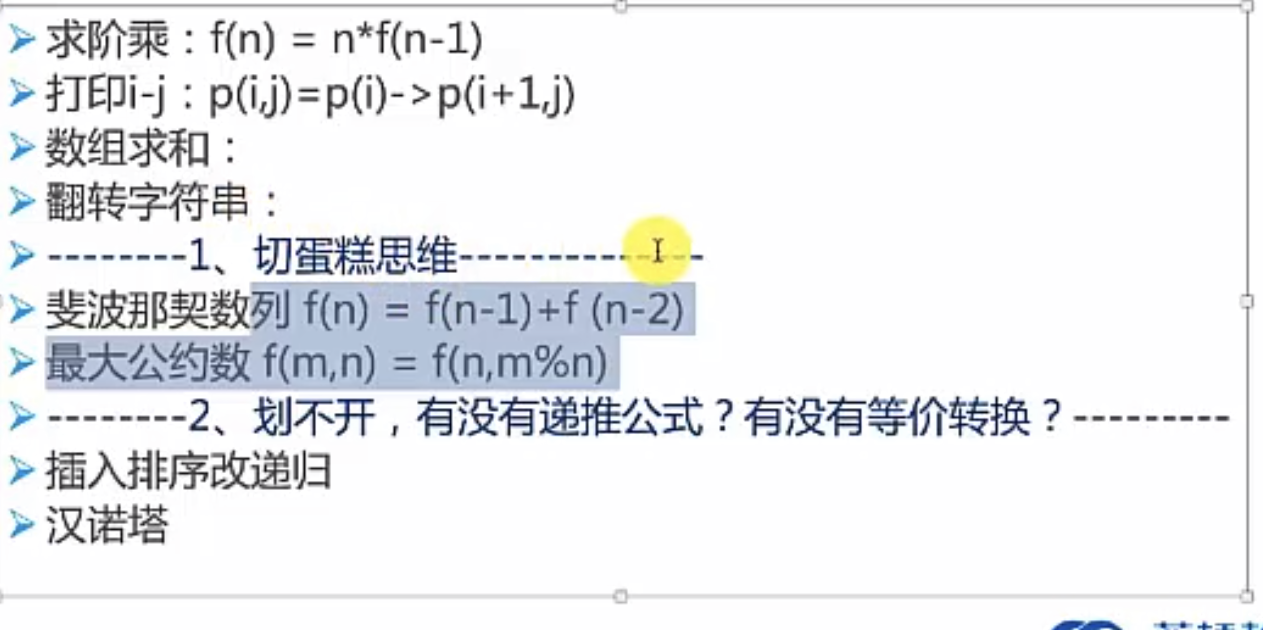 求阶乘：f(n) = n*f(n-1)
打印i-j：p(i,j)=p(i)->p(i+1,j)
数组求和：
翻转字符串：
--------1、切蛋糕思维--------------
斐波那契数列 f(n) = f(n-1)+f (n-2)
最大公约数 f(m,n) = f(n,m%n)
--------2、划不开，有没有递推公式？有没有等价转换？---------
插入排序改递归
汉诺塔